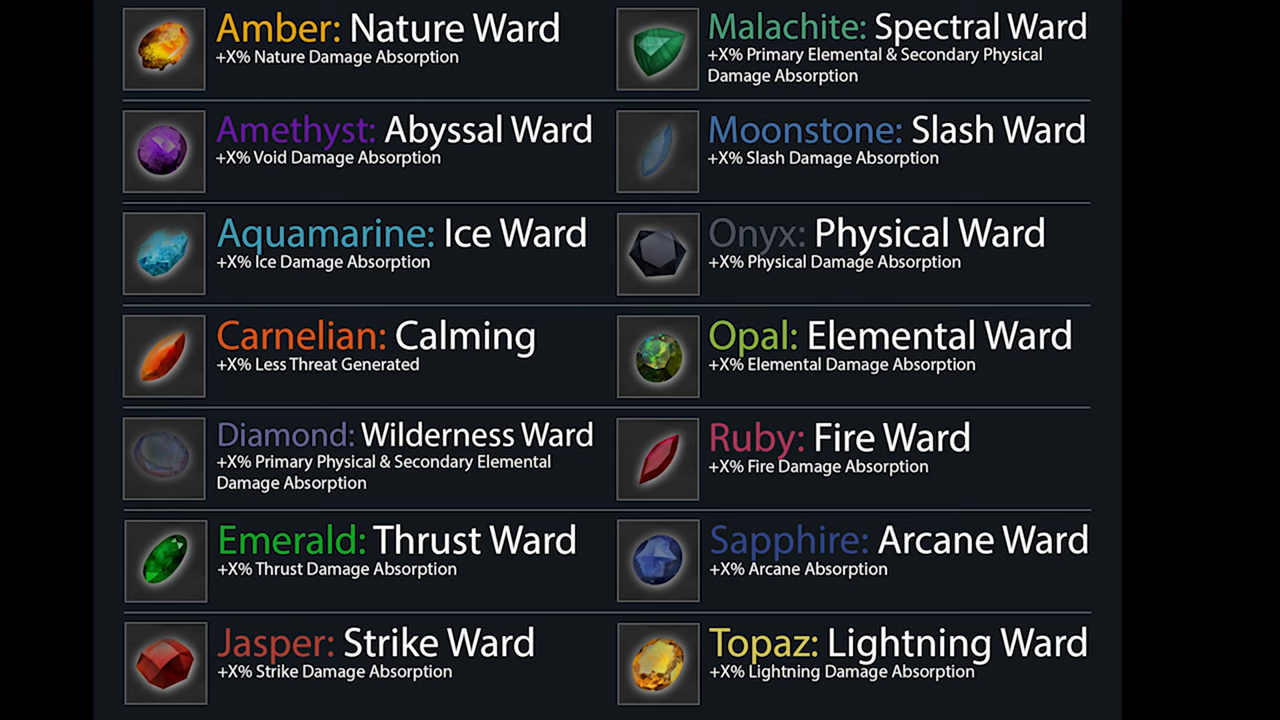 Amber: Nature Ward
+X% Nature Damage Absorption
Amethyst: Abyssal Ward
+X% Void Damage Absorption
Aquamarine: Ice Ward
+X% Ice Damage Absorption
Carnelian: Calming
+X% Less Threat Generated
Diamond: Wilderness Ward
+X% Primary Physical & Secondary Elemental
Damage Absorption
Emerald: Thrust Ward
+X% Thrust Damage Absorption
Jasper: Strike Ward
+X% Strike Damage Absorption
Malachite: Spectral Ward
+X% Primary Elemental & Secondary Physical
Damage Absorption
Moonstone: Slash Ward
+X% Slash Damage Absorption
Onyx: Physical Ward
+X% Physical Damage Absorption
Opal: Elemental Ward
+X% Elemental Damage Absorption
Ruby: Fire Ward
+X% Fire Damage Absorption
Sapphire: Arcane Ward
+X% Arcane Absorption
Topaz: Lightning Ward
+X% Lightning Damage Absorption